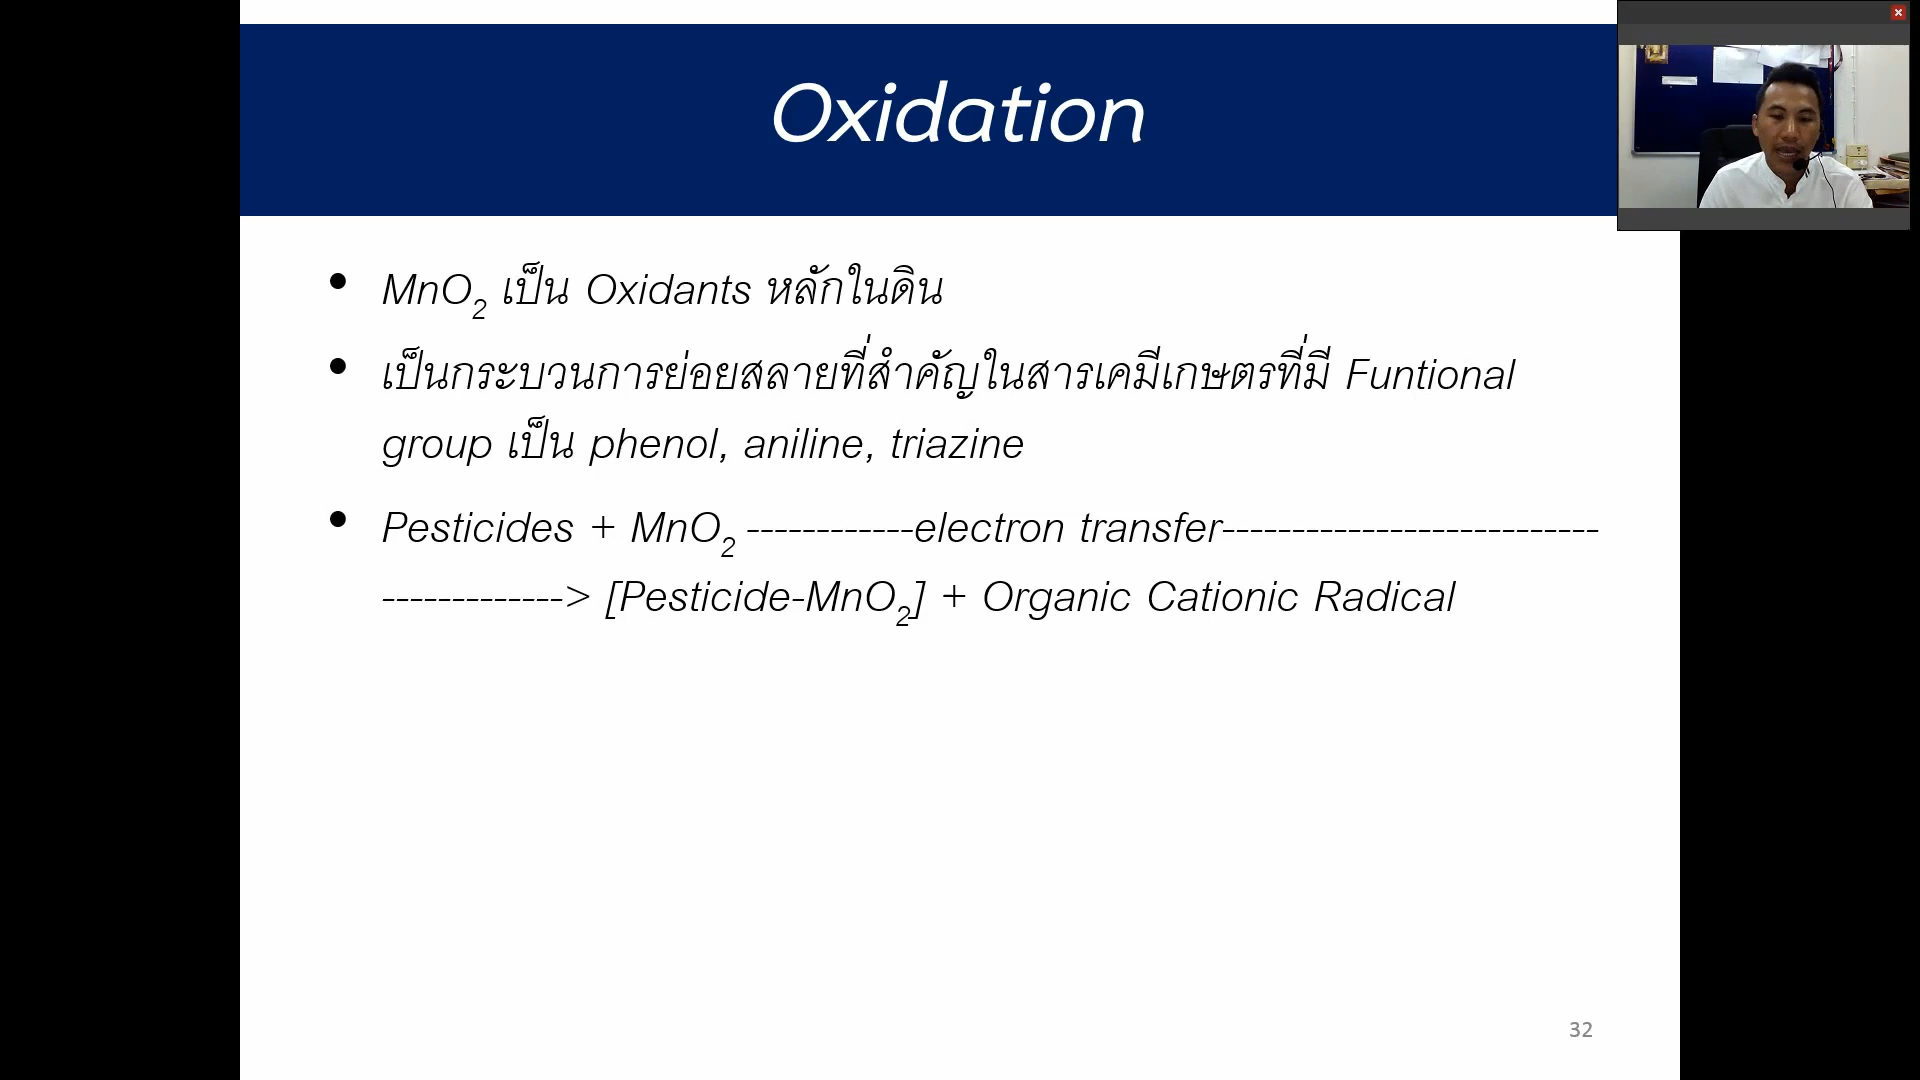 Oxidation
• MnO2 เป็น Oxidants หลักในดิน
• เป็นกระบวนการย่อยสลายที่สำคัญในสารเคมีเกษตรที่มี Funtional
group เป็น phenol, aniline, triazine
• Pesticides + MnO2 ------------electron transfer---------------------------
-------------> [Pesticide-MnO2] + Organic Cationic Radical
32